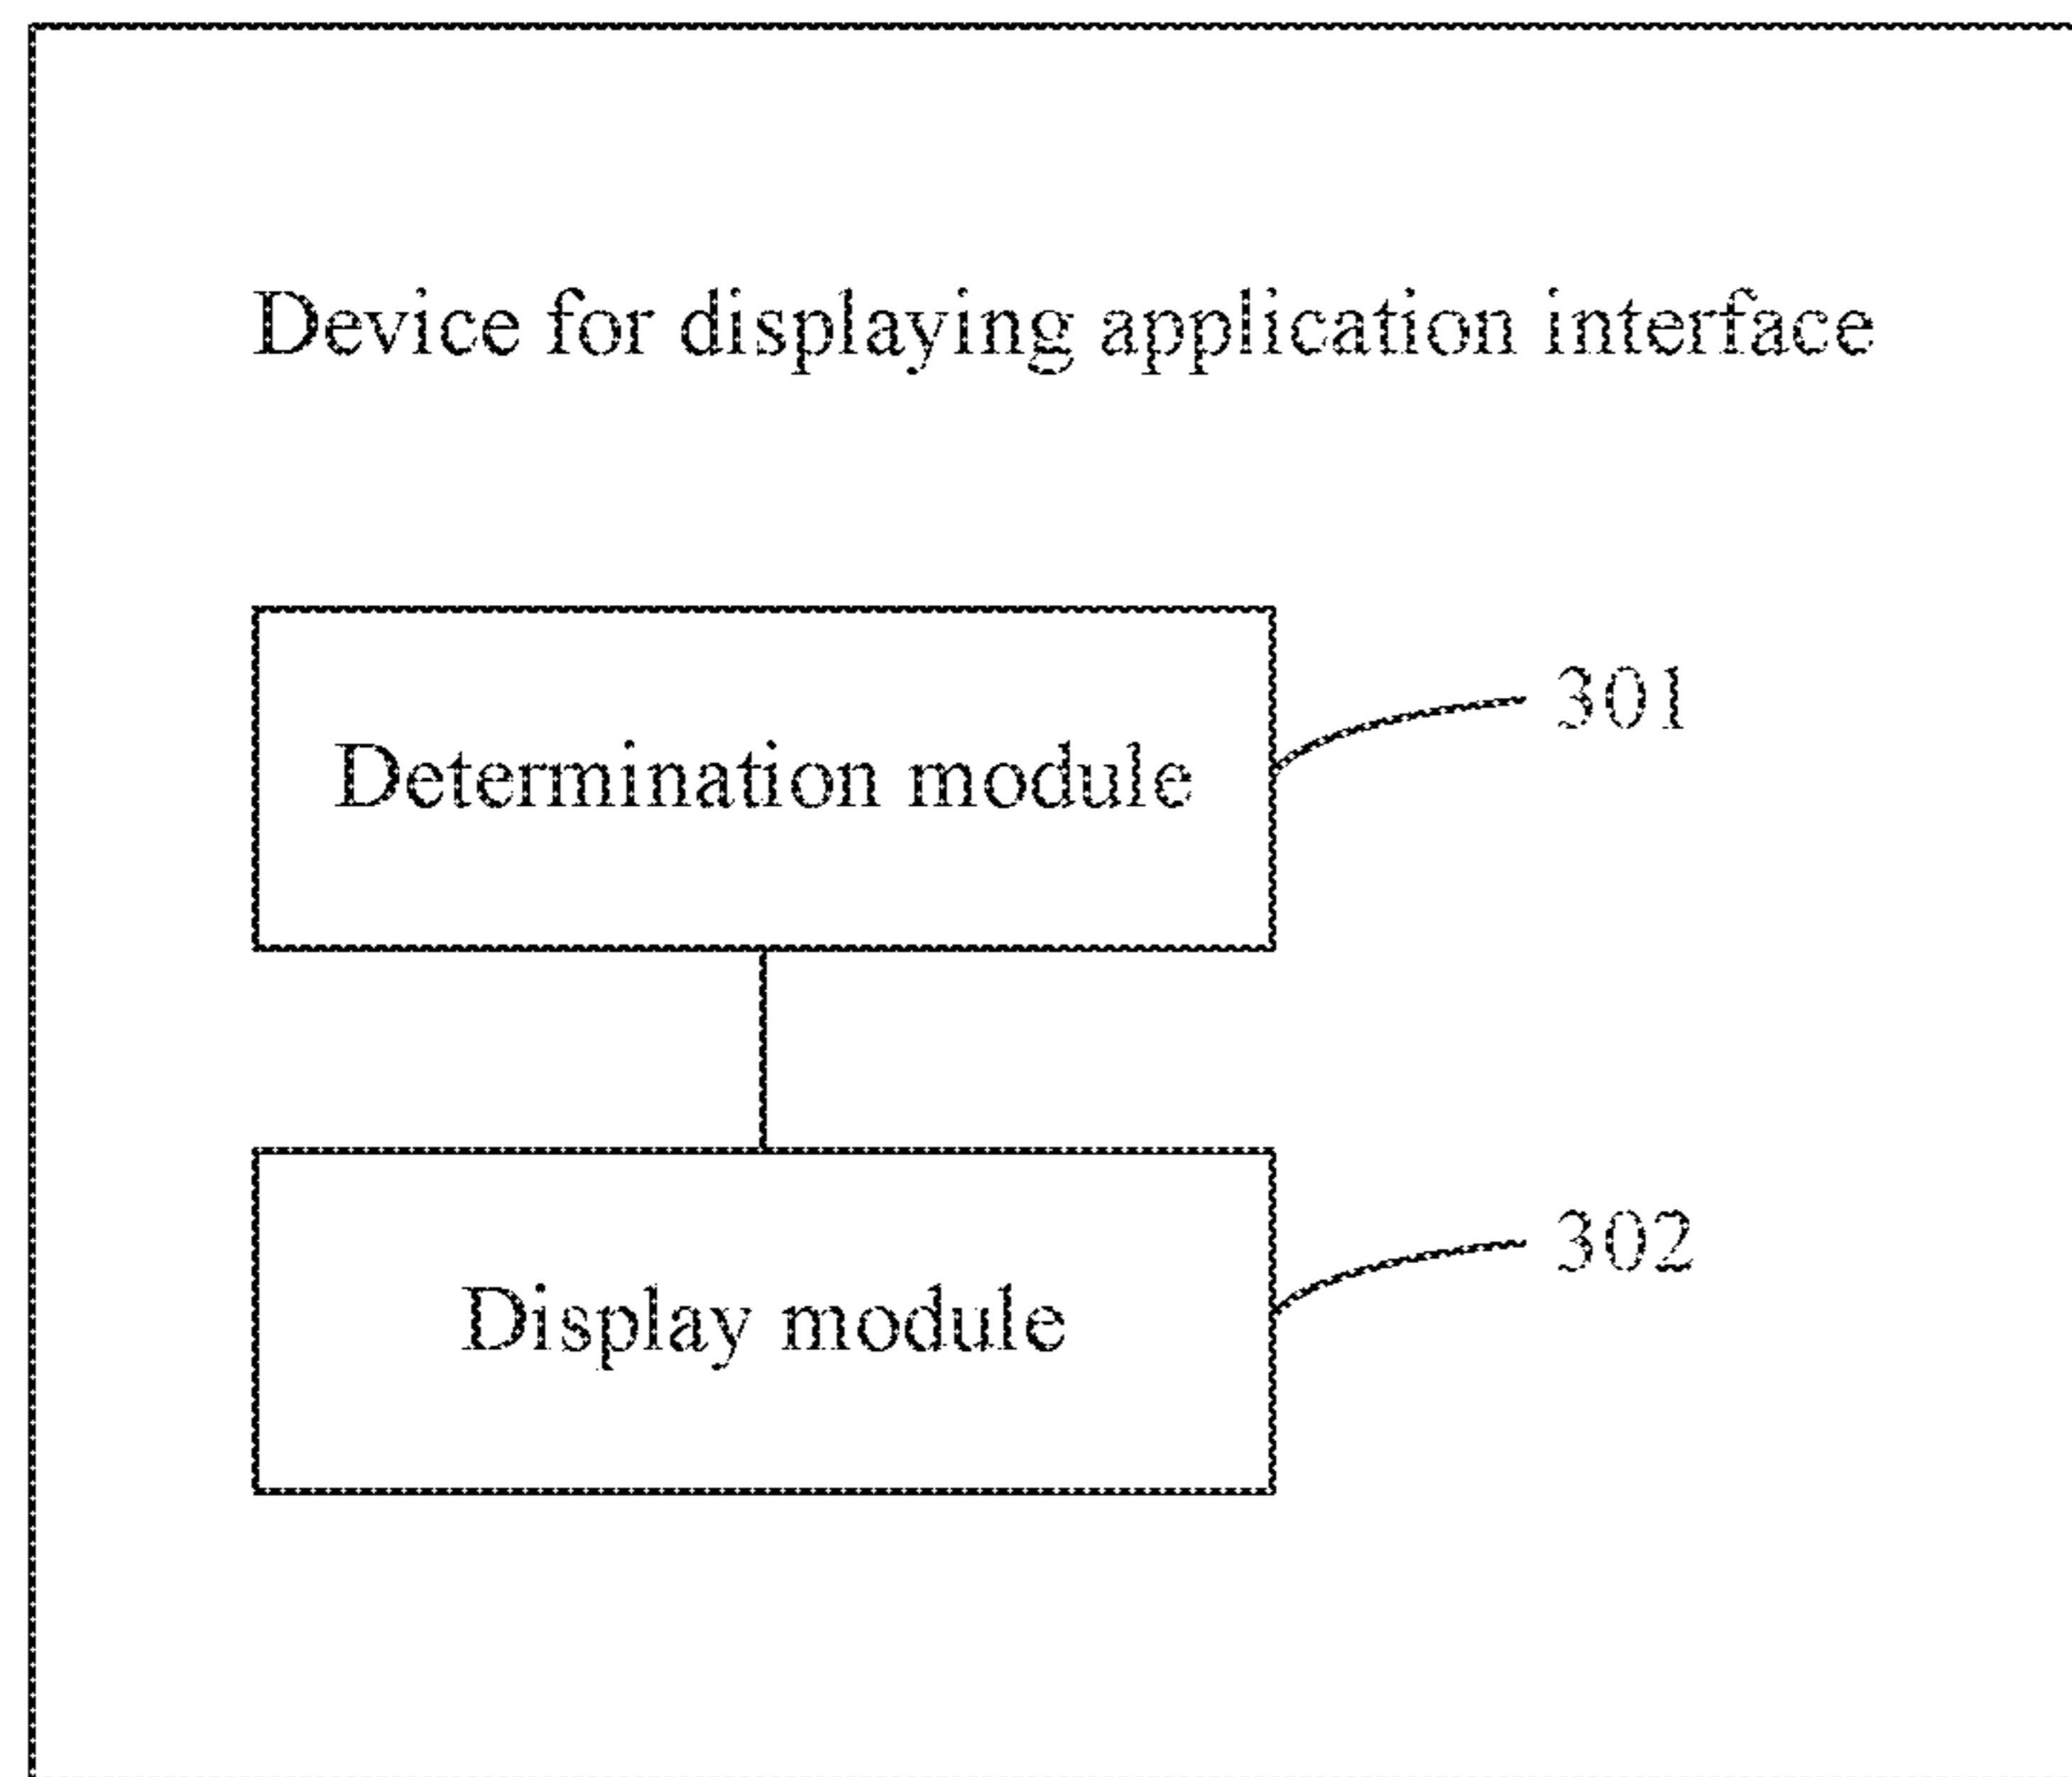 Device for displaying application interface
301
Determination module
302
Display module